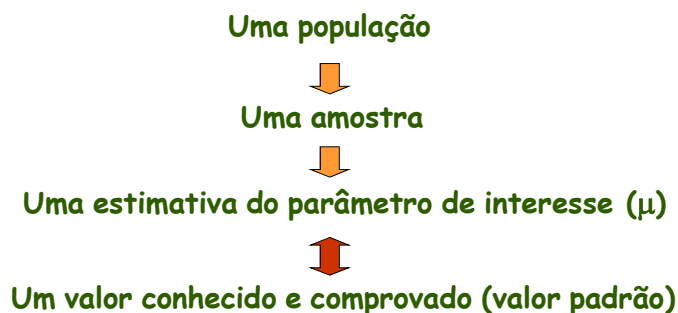 Uma população
Uma amostra
Uma estimativa do parâmetro de interesse (μ)
Um valor conhecido e comprovado (valor padrão)